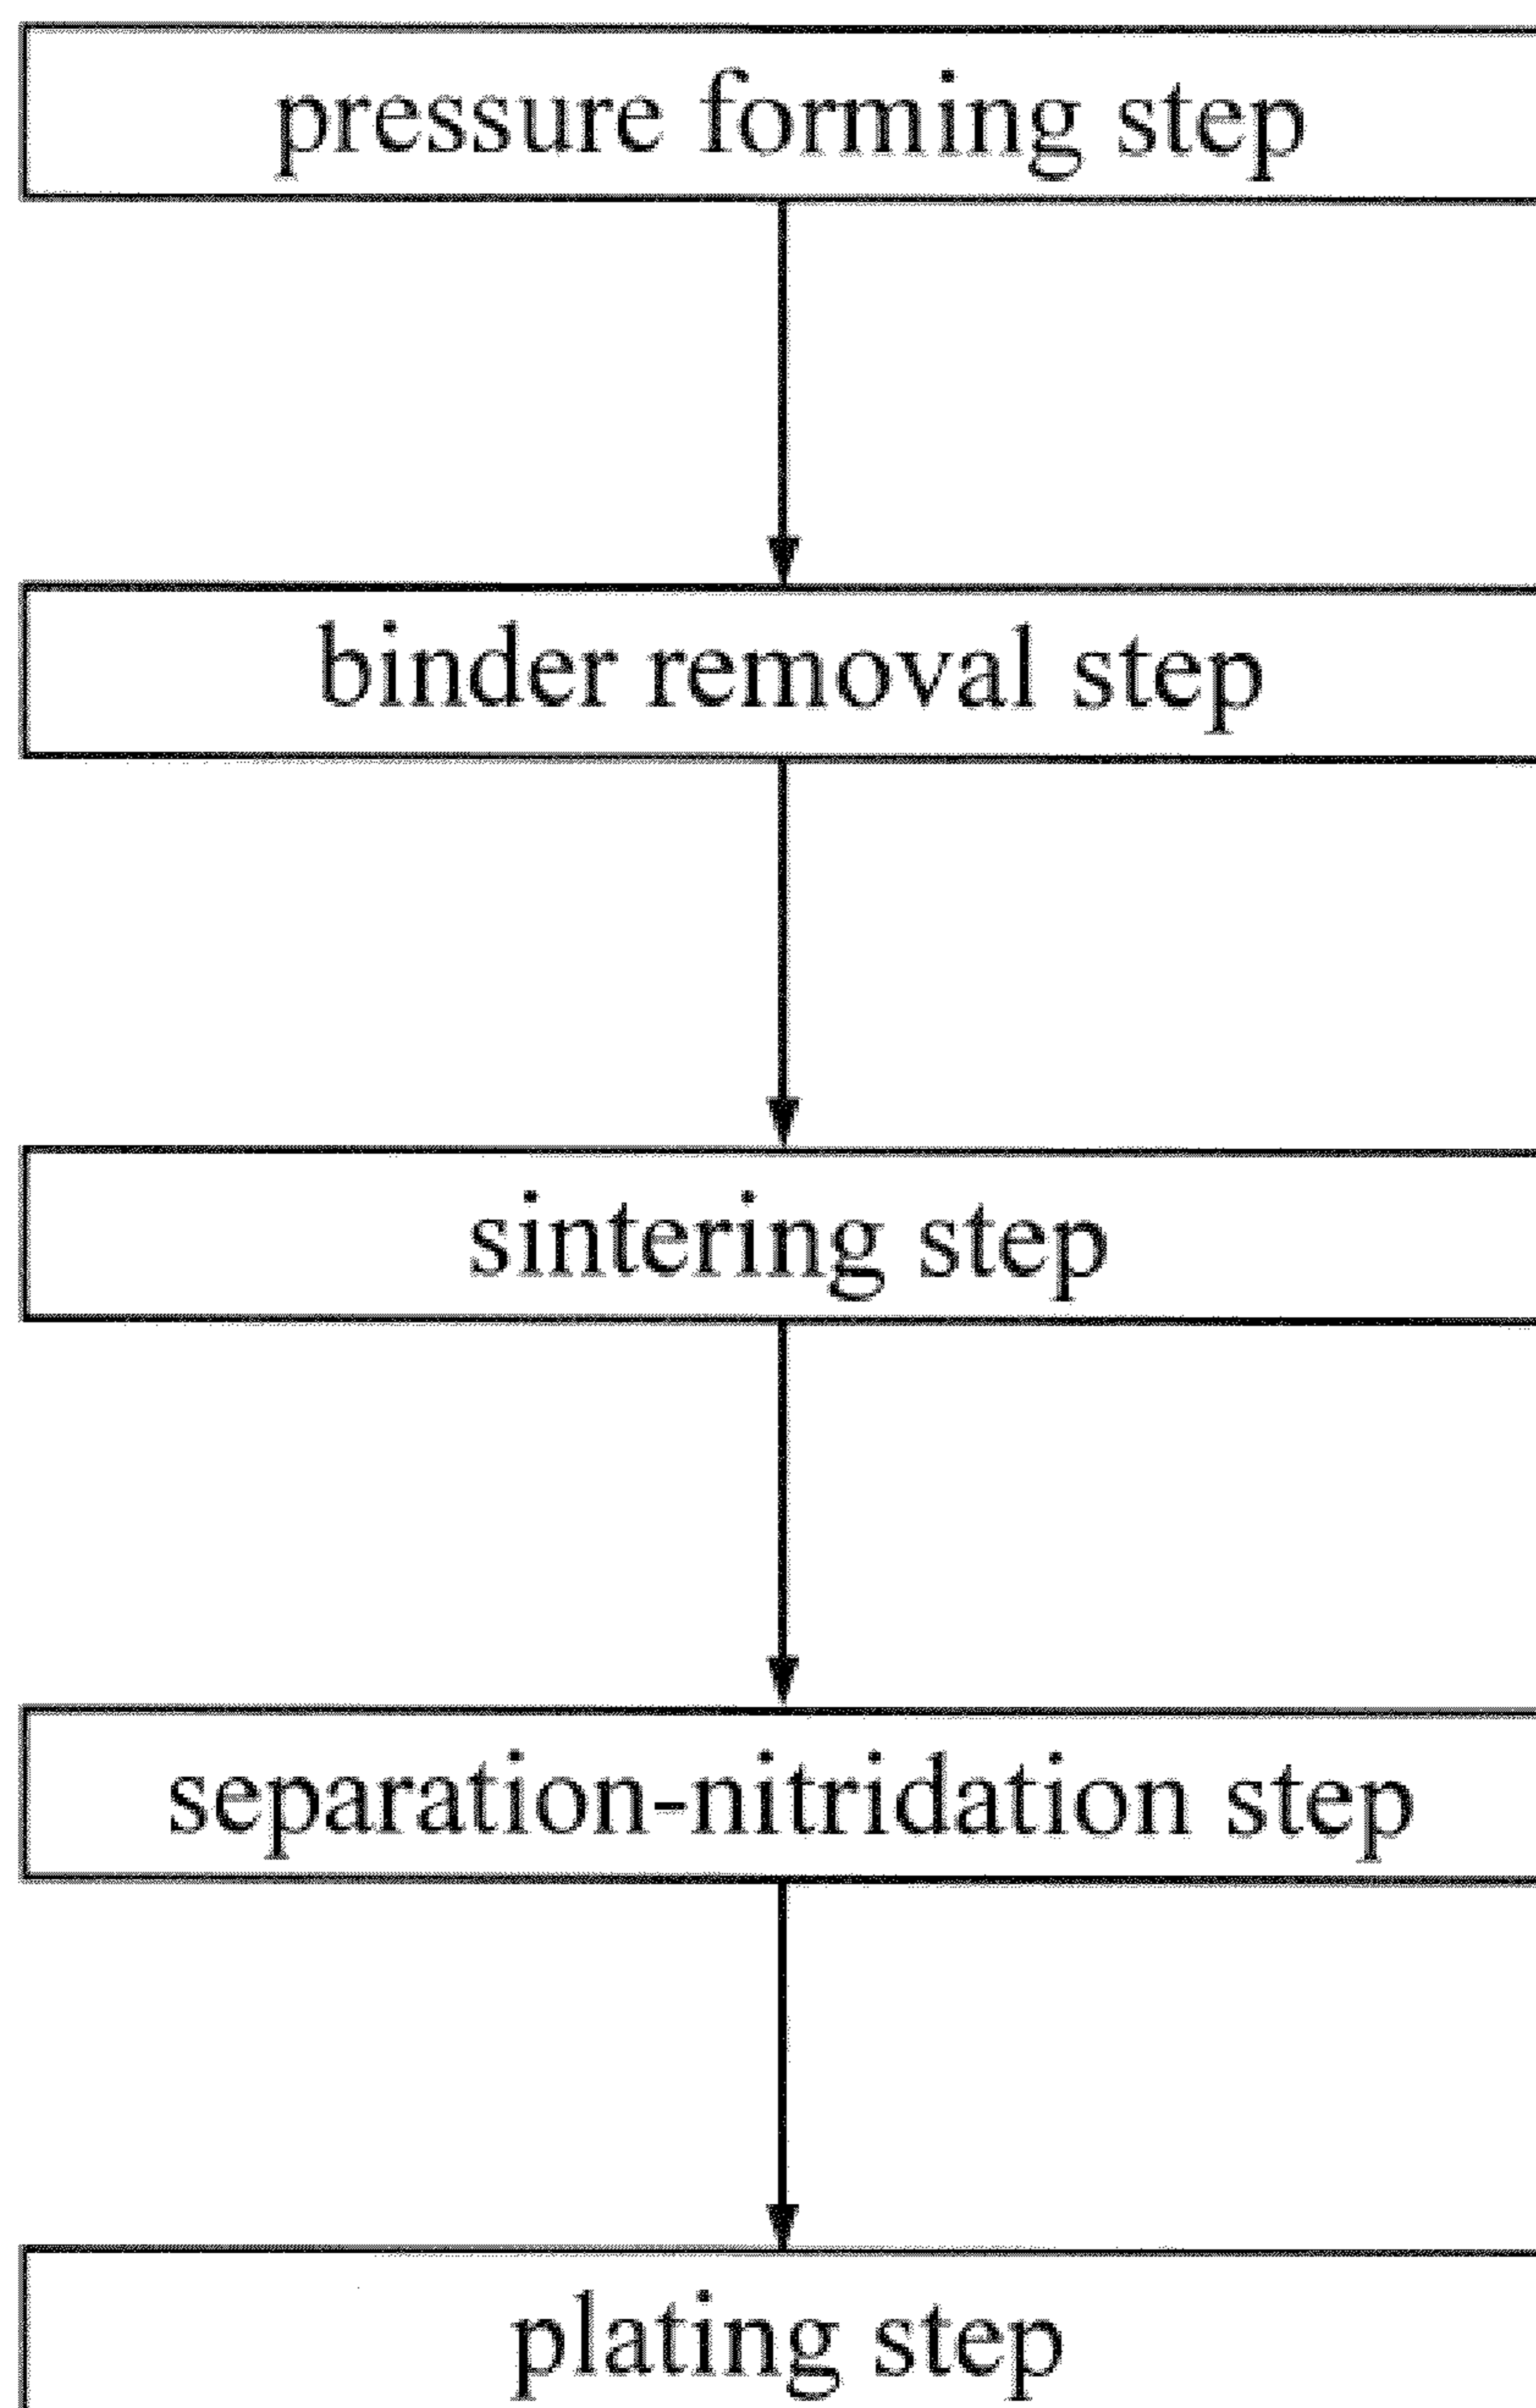 pressure forming step
binder removal step
sintering step
separation-nitridation step
plating step